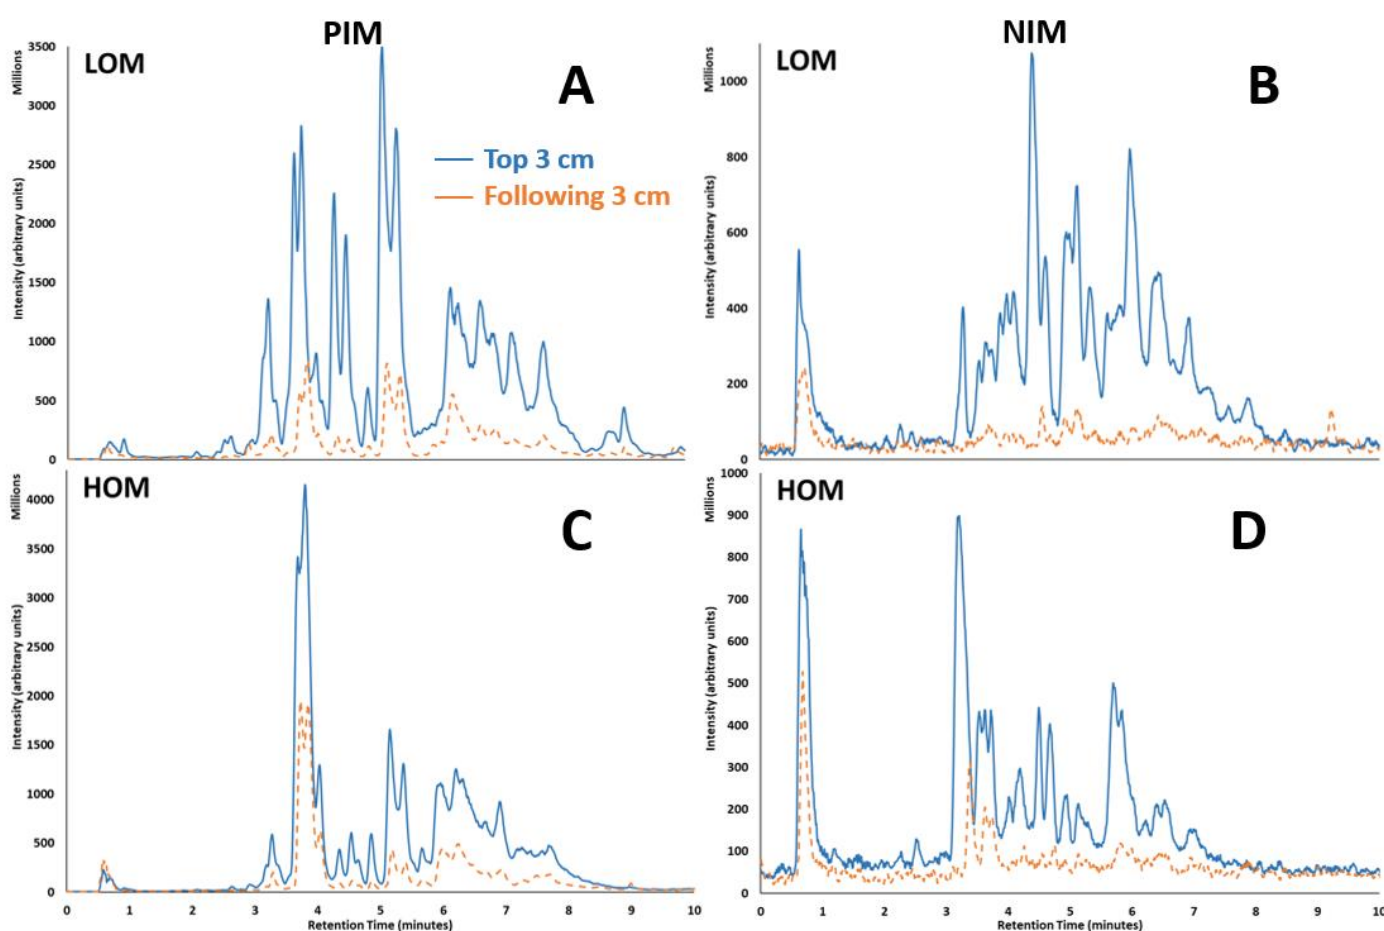 PIM
NIM
LOM
A
Millions
Intensity (arbitrary units)
3500
3000
2500
2000
1500
1000
500
0
Top 3 cm
Following 3 cm
LOM
B
Millions
Intensity (arbitrary units)
1000
800
600
400
200
0
HOM
C
Millions
Intensity (arbitrary units)
4000
3500
3000
2500
2000
1500
1000
500
0
0 1 2 3 4 5 6 7 8 9 10
Retention Time (minutes)
HOM
D
Millions
Intensity (arbitrary units)
1000
900
800
700
600
500
400
300
200
100
0
0 1 2 3 4 5 6 7 8 9 10
Retention Time (minutes)